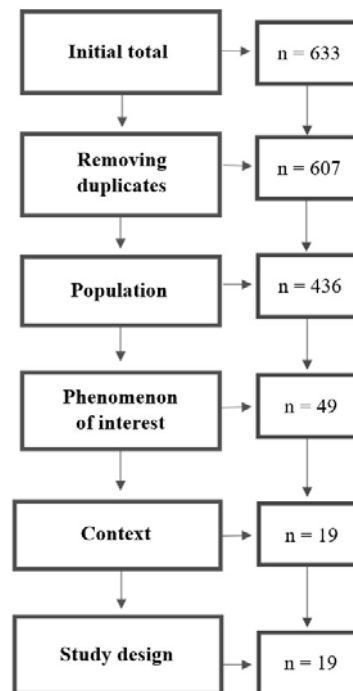 Initial total
n = 633
Removing
duplicates
n = 607
Population
n = 436
Phenomenon
of interest
n = 49
Context
n = 19
Study design
n = 19